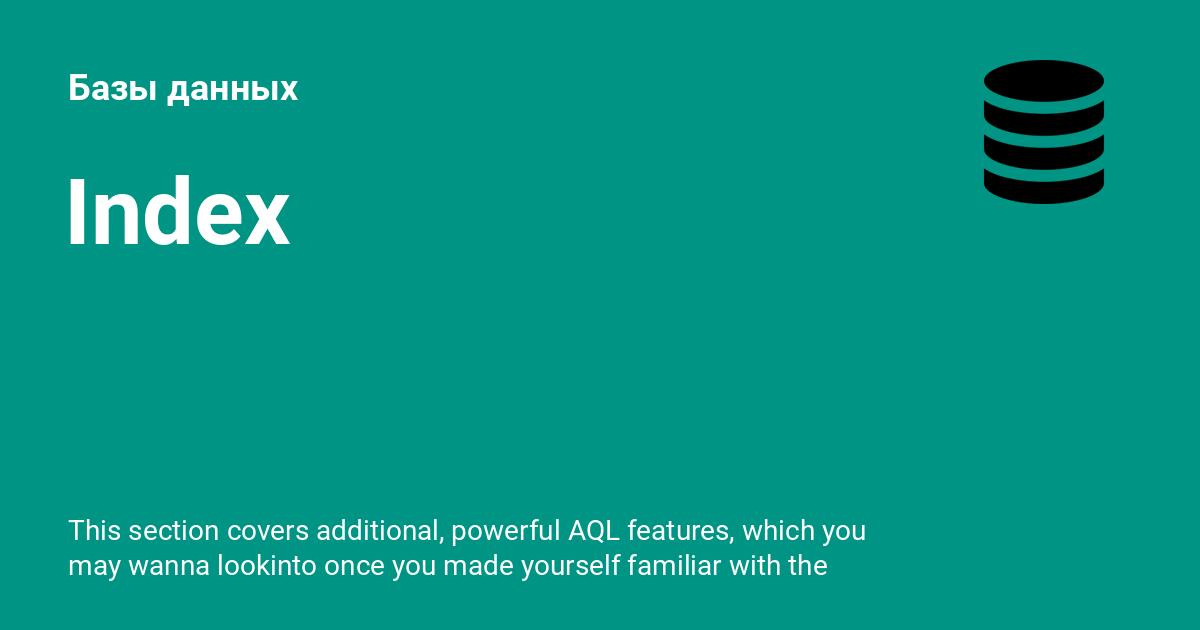 Базы данных
Index
This section covers additional, powerful AQL features, which you
may wanna lookinto once you made yourself familiar with the